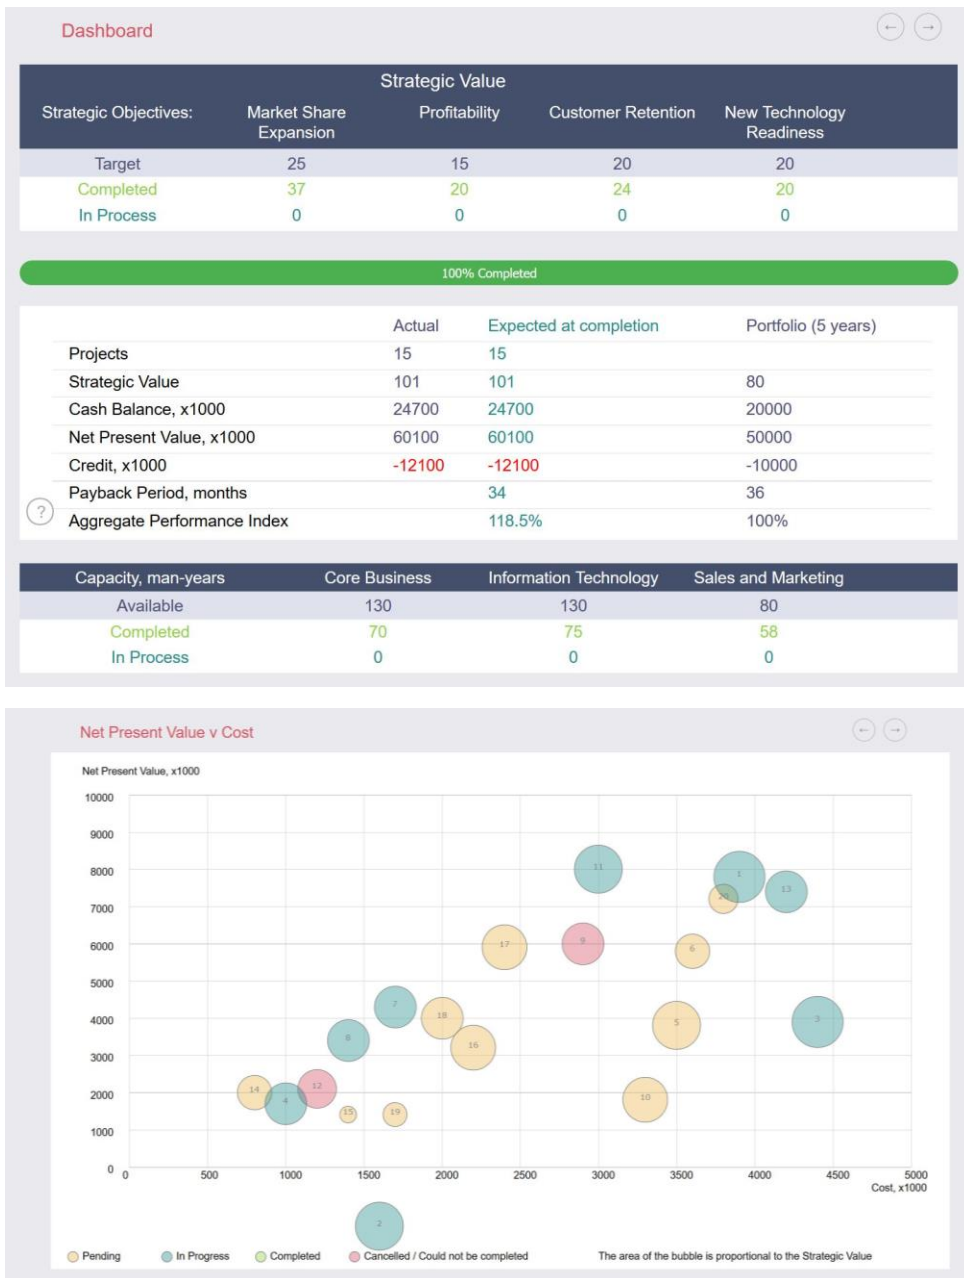 Dashboard
← →
Strategic Value
Strategic Objectives: Market Share Expansion Profitability Customer Retention New Technology Readiness
Target 25 15 20 20
Completed 37 20 24 20
In Process 0 0 0 0
100% Completed
Actual Expected at completion Portfolio (5 years)
Projects 15 15
Strategic Value 101 101 80
Cash Balance, x1000 24700 24700 20000
Net Present Value, x1000 60100 60100 50000
Credit, x1000 -12100 -12100 -10000
Payback Period, months 34 36
?
Aggregate Performance Index 118.5% 100%
Capacity, man-years Core Business Information Technology Sales and Marketing
Available 130 130 80
Completed 70 75 58
In Process 0 0 0
Net Present Value v Cost
← →
Net Present Value, x1000
10000
9000
8000
7000
6000
5000
4000
3000
2000
1000
0
11
1
13
20
17
9
6
7
18
5
3
8
16
14
12
4
10
15
19
0 500 1000 1500 2000 2500 3000 3500 4000 4500 5000
Cost, x1000
2
Pending In Progress Completed Cancelled / Could not be completed The area of the bubble is proportional to the Strategic Value